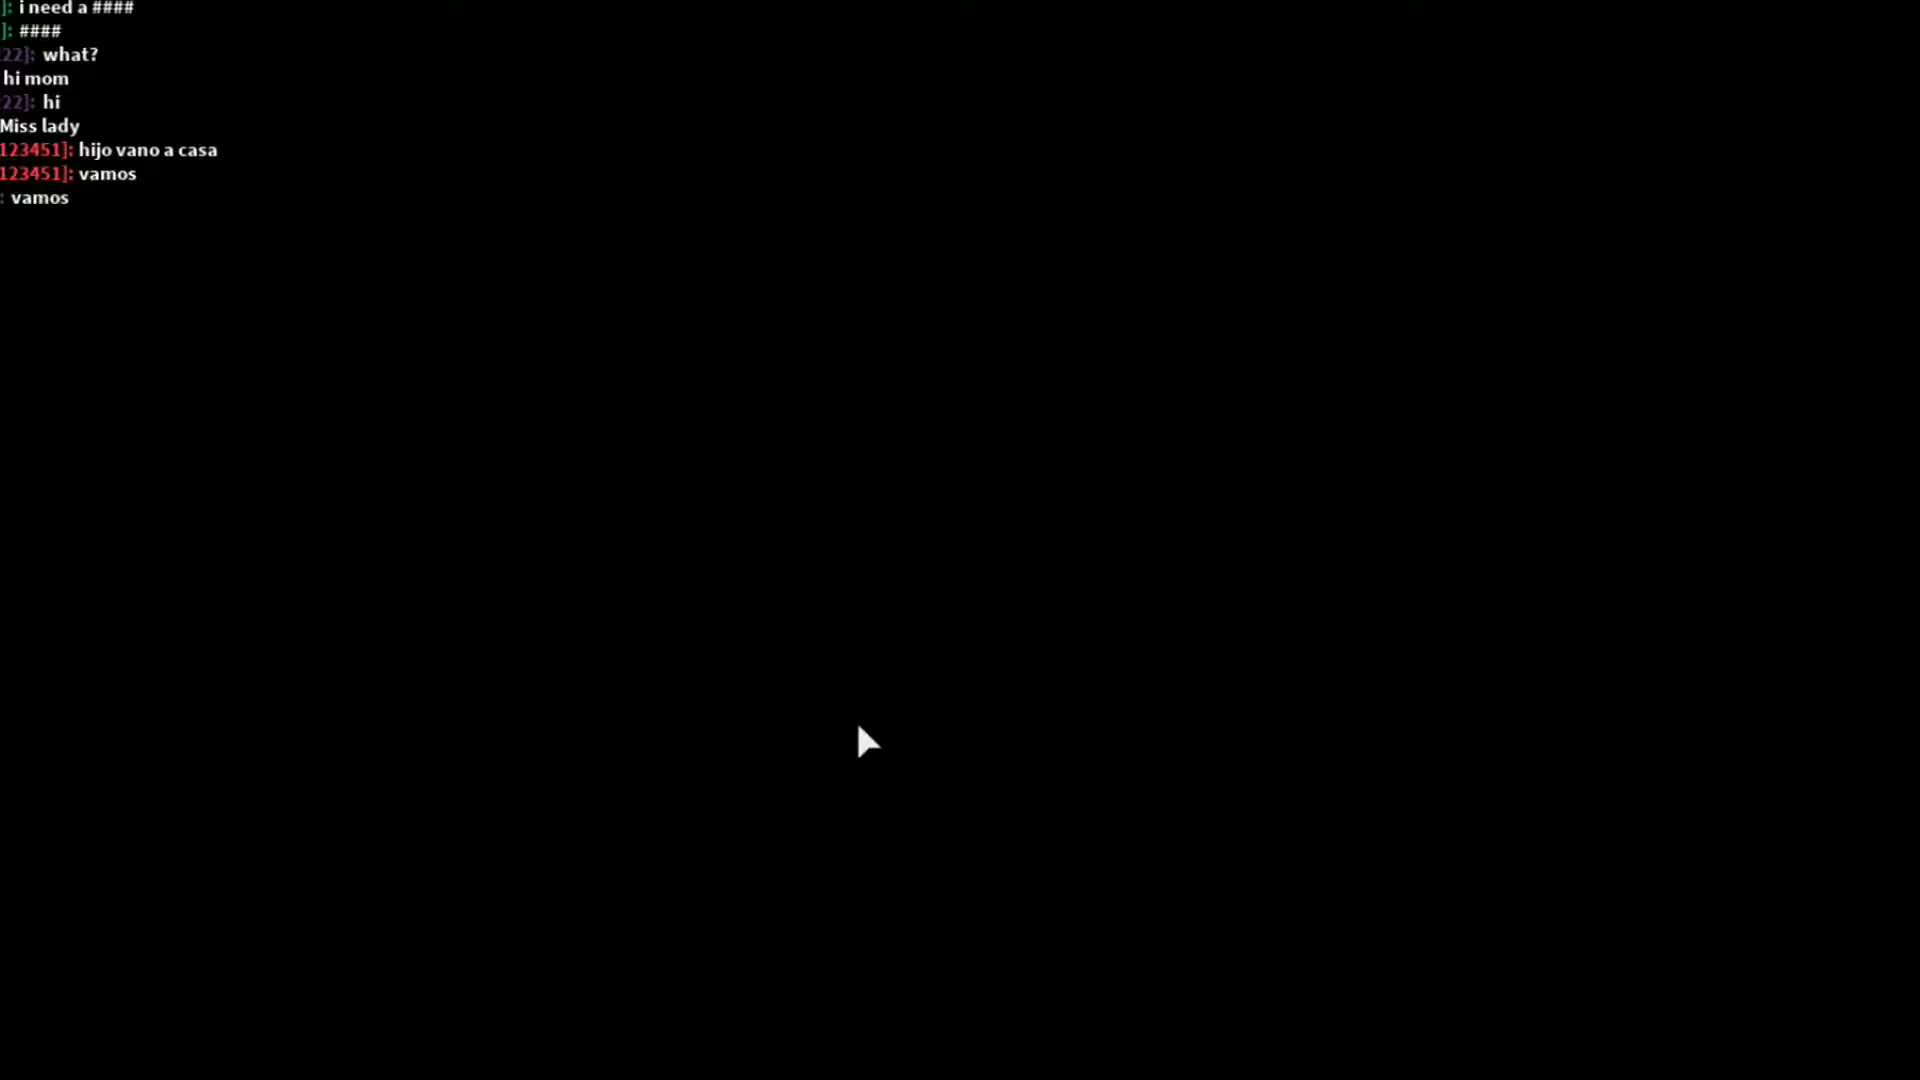 ]: i need a ####
]: ####
22]: what?
hi mom
22]: hi
Miss lady
123451]: hijo vano a casa
123451]: vamos
: vamos